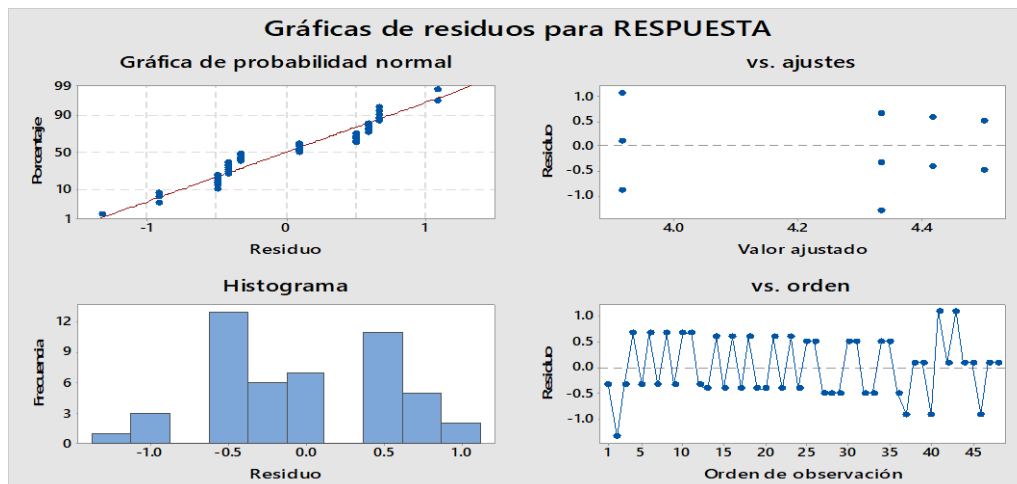 Gráficas de residuos para RESPUESTA
Gráfica de probabilidad normal
99
90
50
10
1
Porcentaje
-1 0 1
Residuo
vs. ajustes
1.0
0.5
0.0
-0.5
-1.0
Residuo
4.0 4.2 4.4
Valor ajustado
Histograma
12
9
6
3
0
Frecuencia
-1.0 -0.5 0.0 0.5 1.0
Residuo
vs. orden
1.0
0.5
0.0
-0.5
-1.0
Residuo
1 5 10 15 20 25 30 35 40 45
Orden de observación